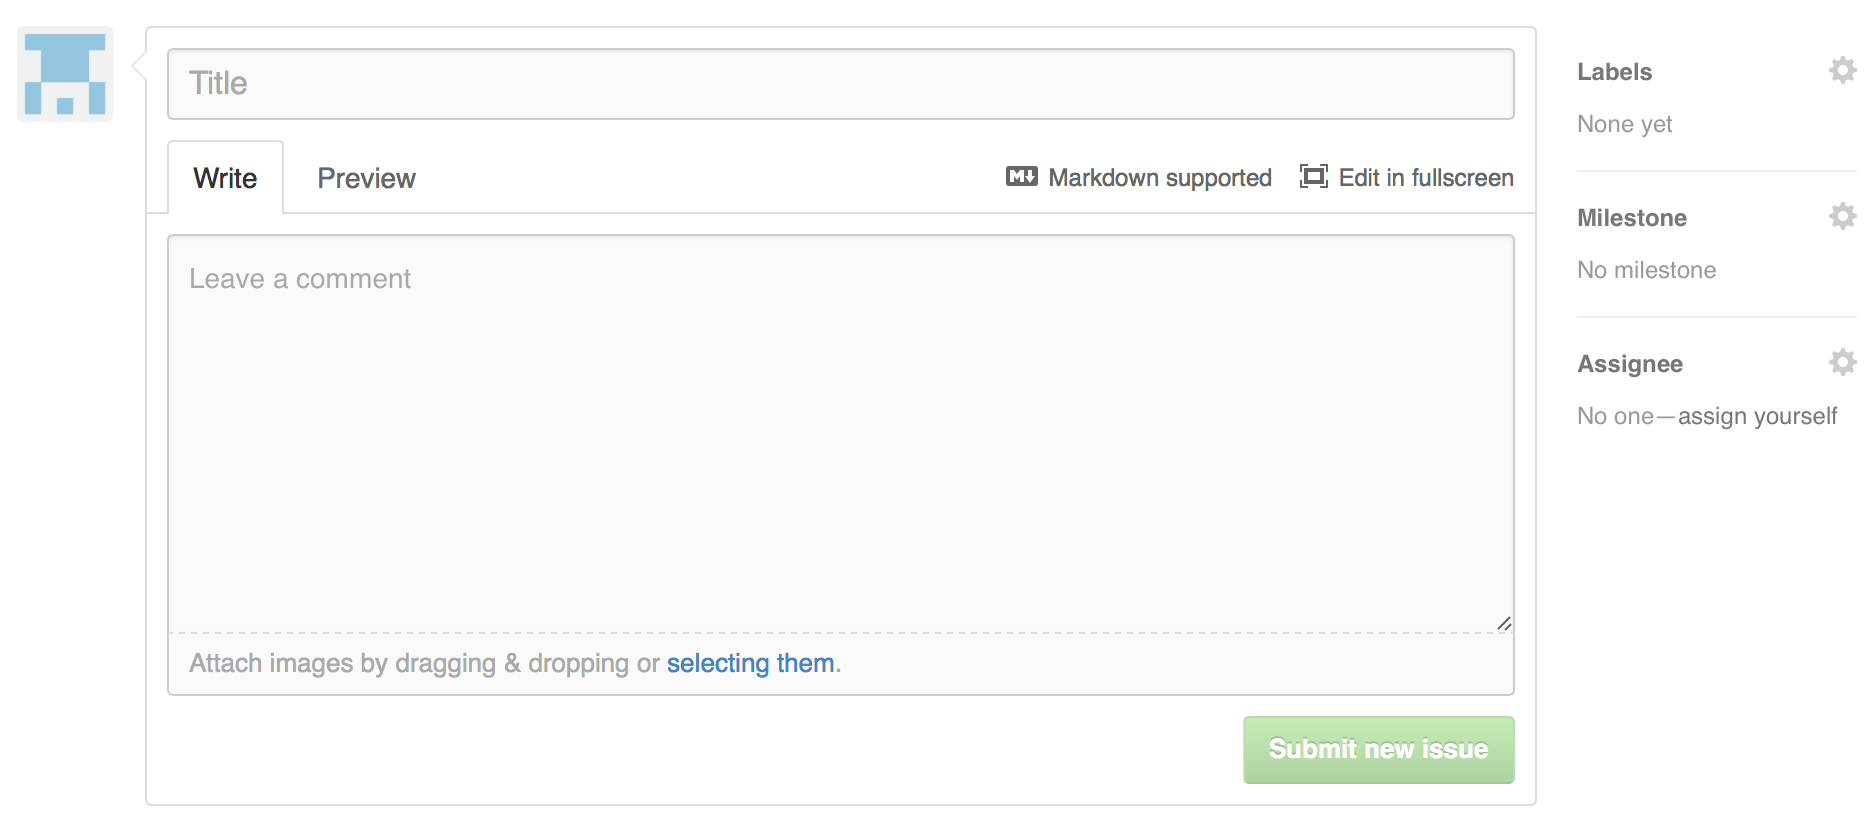 Title
Write
Preview
M Markdown supported
Edit in fullscreen
Leave a comment
Attach images by dragging & dropping or selecting them.
Submit new issue
Labels
None yet
Milestone
No milestone
Assignee
No one—assign yourself